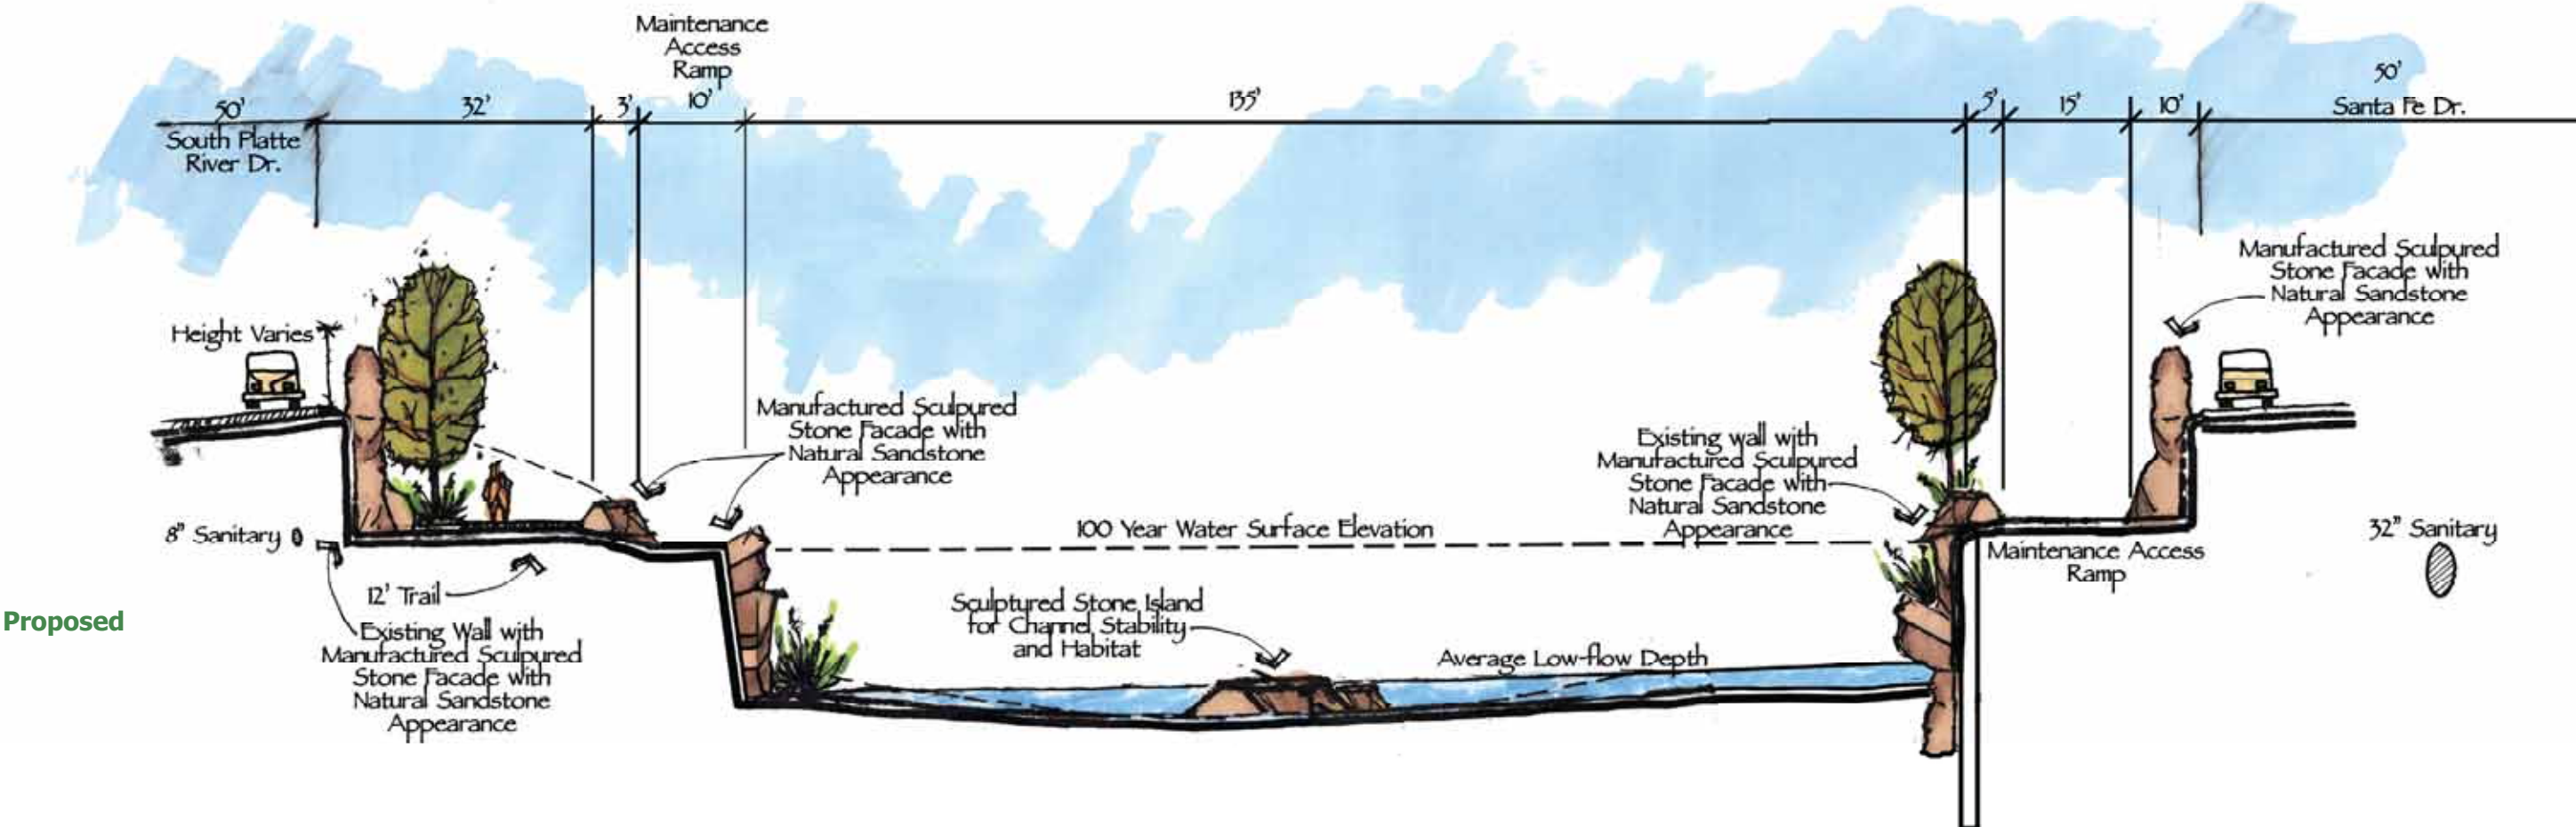 Maintenance
Access
Ramp
50'
32'
3'
10'
135'
5'
15'
10'
50'
South Platte
River Dr.
Santa Fe Dr.
Manufactured Sculpured
Stone Facade with
Natural Sandstone
Appearance
Height Varies
Manufactured Sculpured
Stone Facade with
Natural Sandstone
Appearance
Existing wall with
Manufactured Sculpured
Stone Facade with
Natural Sandstone
Appearance
8" Sanitary
100 Year Water Surface Elevation
32" Sanitary
Maintenance Access
Ramp
12' Trail
Proposed
Existing Wall with
Manufactured Sculpured
Stone Facade with
Natural Sandstone
Appearance
Sculptured Stone Island
for Channel Stability
and Habitat
Average Low-flow Depth